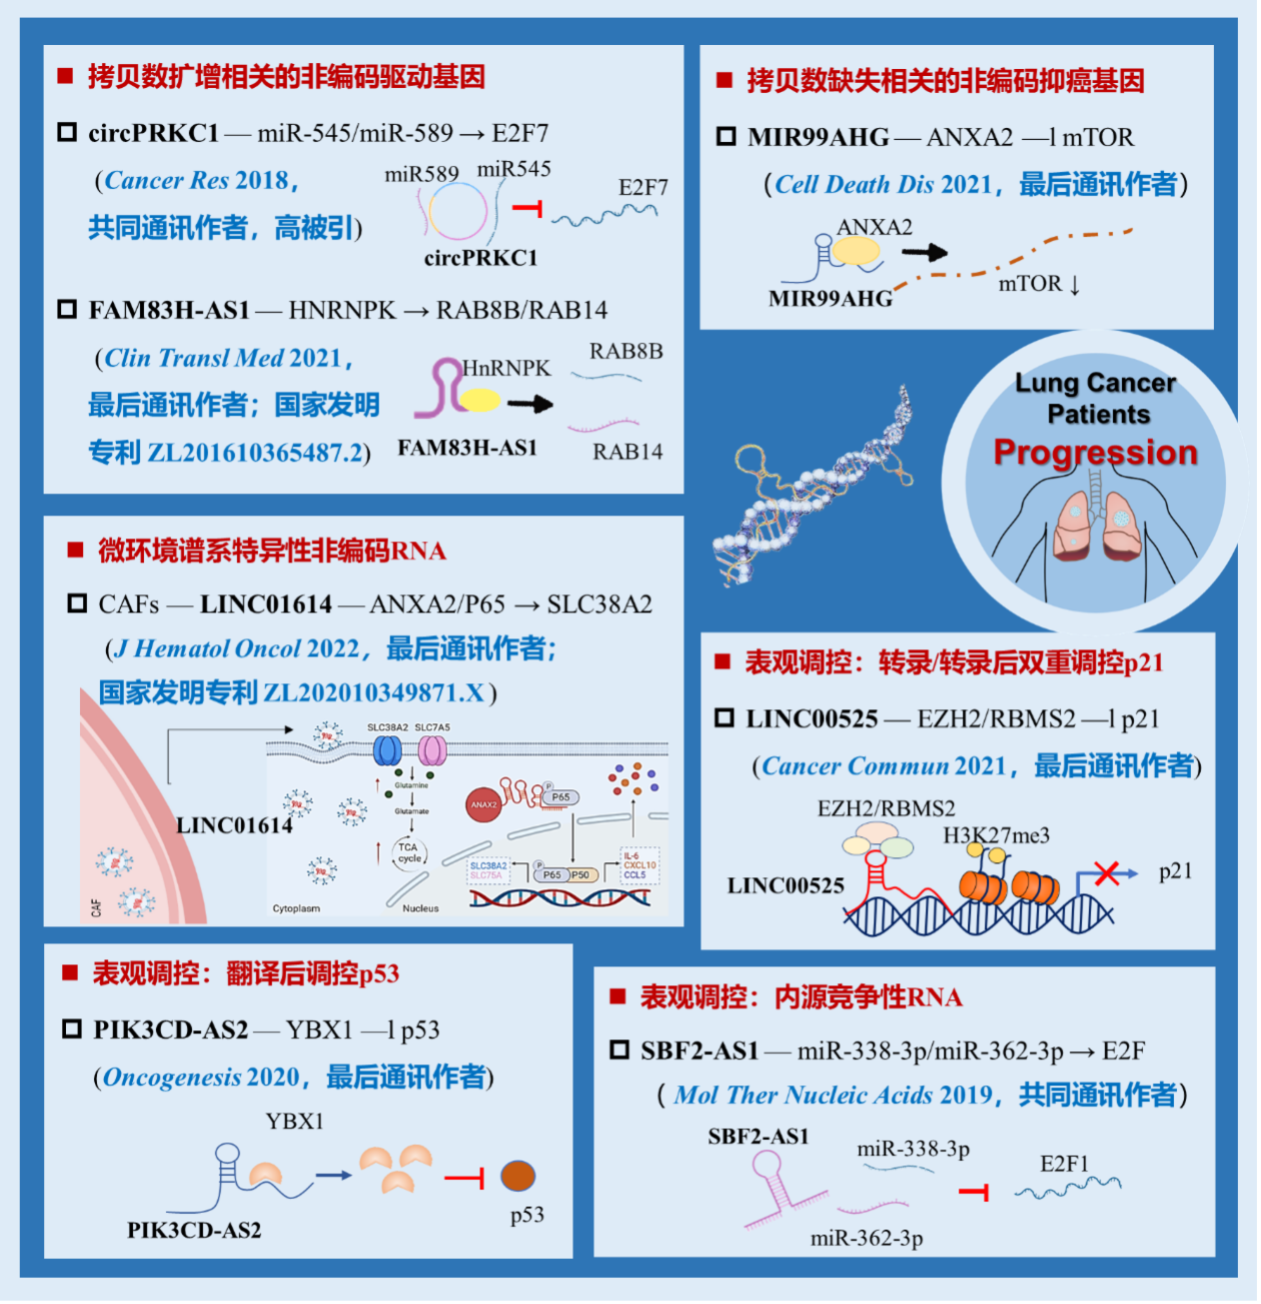 拷贝数扩增相关的非编码驱动基因
circPRKC1 — miR-545/miR-589 → E2F7
(Cancer Res 2018，
共同通讯作者，高被引)
miR589
miR545
E2F7
circPRKC1
FAM83H-AS1 — HNRNPK → RAB8B/RAB14
(Clin Transl Med 2021，
最后通讯作者；国家发明
专利 ZL201610365487.2)
HnRNPK
RAB8B
FAM83H-AS1
RAB14
拷贝数缺失相关的非编码抑癌基因
MIR99AHG — ANXA2 —l mTOR
(Cell Death Dis 2021，最后通讯作者)
ANXA2
MIR99AHG
mTOR ↓
Lung Cancer
Patients
Progression
微环境谱系特异性非编码RNA
CAFs — LINC01614 — ANXA2/P65 → SLC38A2
(J Hematol Oncol 2022，最后通讯作者；
国家发明专利 ZL202010349871.X)
SLC38A2 SLC7A5
Glutamine
Glutamate
TCA
cycle
LINC01614
CAF
Cytoplasm
Nucleus
ANAX2
P
P65
SLC38A2
SLC75A
P
P65
P50
IL-6
CXCL10
CCL5
表观调控：转录/转录后双重调控p21
LINC00525 — EZH2/RBMS2 —l p21
(Cancer Commun 2021，最后通讯作者)
EZH2/RBMS2
H3K27me3
LINC00525
p21
表观调控：翻译后调控p53
PIK3CD-AS2 — YBX1 —l p53
(Oncogenesis 2020，最后通讯作者)
YBX1
PIK3CD-AS2
p53
表观调控：内源竞争性RNA
SBF2-AS1 — miR-338-3p/miR-362-3p → E2F
( Mol Ther Nucleic Acids 2019，共同通讯作者)
SBF2-AS1
miR-338-3p
E2F1
miR-362-3p